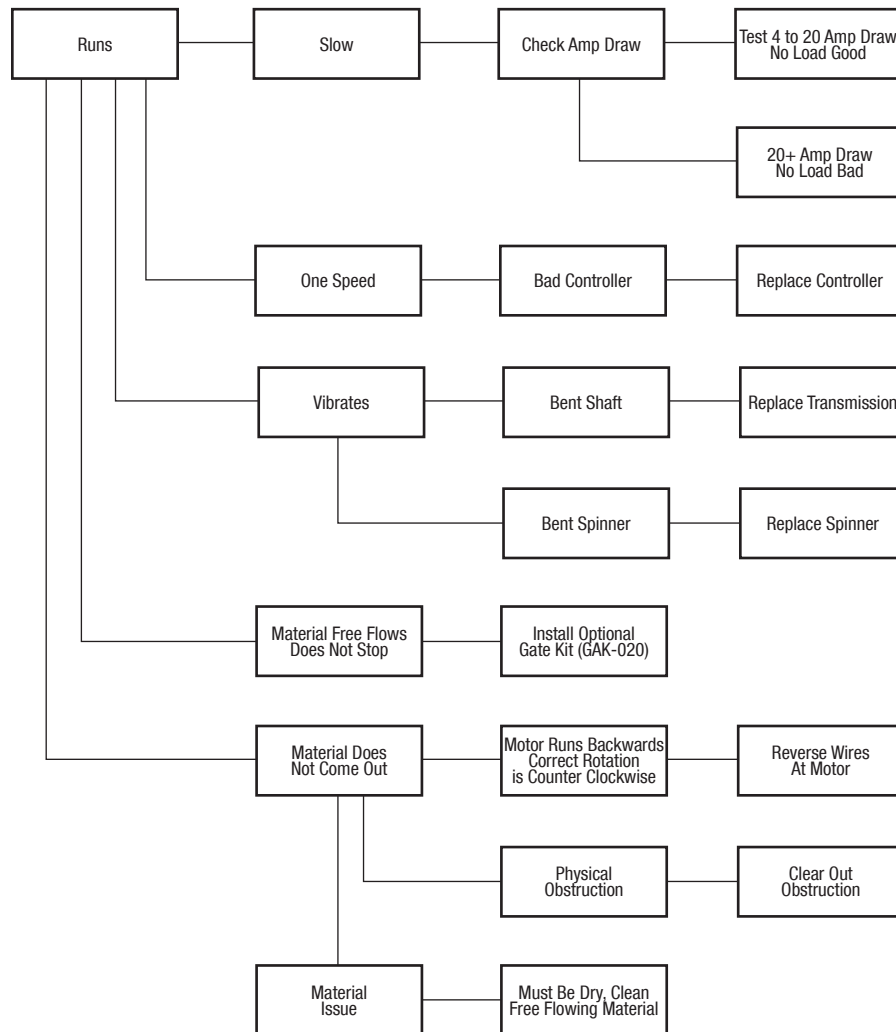 Runs
Slow
Check Amp Draw
Test 4 to 20 Amp Draw
No Load Good
20+ Amp Draw
No Load Bad
One Speed
Bad Controller
Replace Controller
Vibrates
Bent Shaft
Replace Transmission
Bent Spinner
Replace Spinner
Material Free Flows
Does Not Stop
Install Optional
Gate Kit (GAK-020)
Material Does
Not Come Out
Motor Runs Backwards
Correct Rotation
is Counter Clockwise
Reverse Wires
At Motor
Physical
Obstruction
Clear Out
Obstruction
Material
Issue
Must Be Dry, Clean
Free Flowing Material